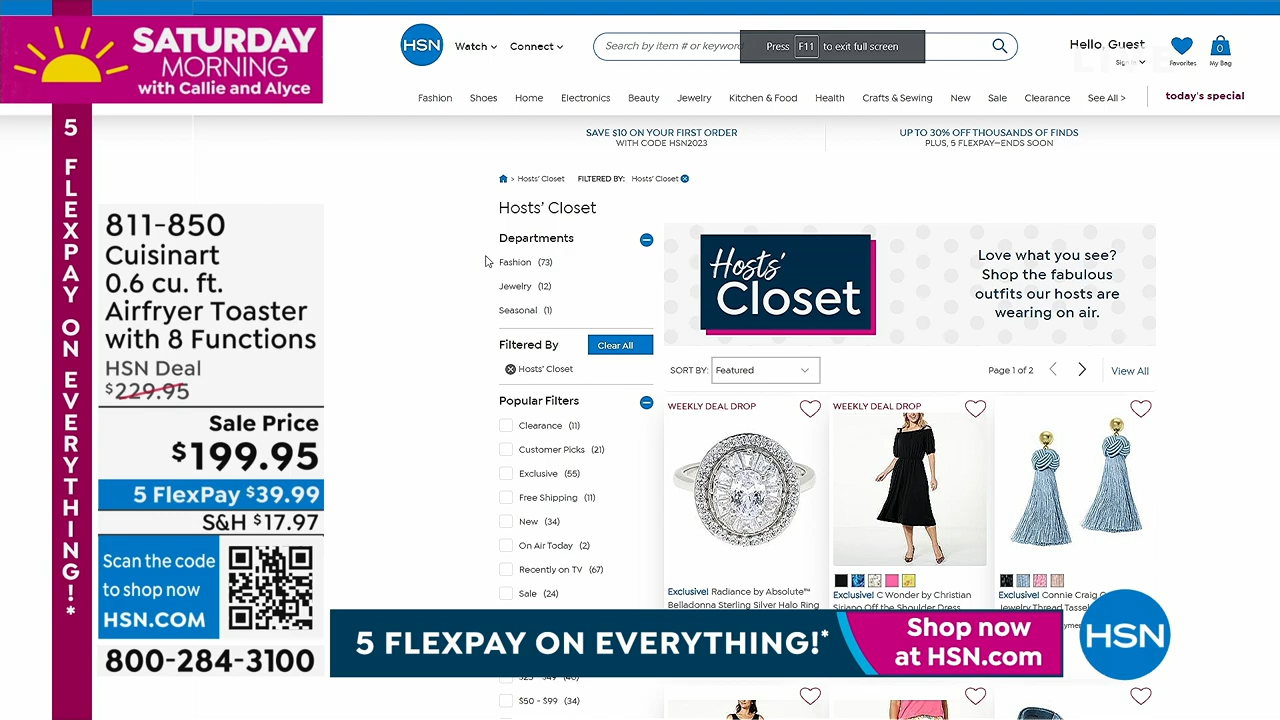 SATURDAY
MORNING
with Callie and Alyce
5 FLEXPAY ON EVERYTHING!*
811-850
Cuisinart
0.6 cu. ft.
Airfryer Toaster
with 8 Functions
HSN Deal
$229.95
Sale Price
$199.95
5 FlexPay $39.99
S&H $17.97
Scan the code
to shop now
HSN.COM
800-284-3100
HSN
Watch
Connect
Search by item # or keyword
Press F11 to exit full screen
Hello, Guest
Sign In
Favorites
0
My Bag
Fashion Shoes Home Electronics Beauty Jewelry Kitchen & Food Health Crafts & Sewing New Sale Clearance See All > today's special
SAVE $10 ON YOUR FIRST ORDER
WITH CODE HSN2023
UP TO 30% OFF THOUSANDS OF FINDS
PLUS, 5 FLEXPAY—ENDS SOON
> Hosts' Closet FILTERED BY: Hosts' Closet
Hosts' Closet
Departments
Fashion (73)
Jewelry (12)
Seasonal (1)
Filtered By Clear All
Hosts' Closet
Popular Filters
Clearance (11)
Customer Picks (21)
Exclusive (55)
Free Shipping (11)
New (34)
On Air Today (2)
Recently on TV (67)
Sale (24)
$50 - $99 (34)
Hosts'
Closet
Love what you see?
Shop the fabulous
outfits our hosts are
wearing on air.
SORT BY: Featured
Page 1 of 2
View All
WEEKLY DEAL DROP
Exclusive! Radiance by Absolute™
Belladonna Sterling Silver Halo Ring
WEEKLY DEAL DROP
Exclusive! C Wonder by Christian
Siriano Off the Shoulder Dress
Exclusive! Connie Craig C
Jewelry Thread Tassel
5 FLEXPAY ON EVERYTHING!*
Shop now
at HSN.com
HSN